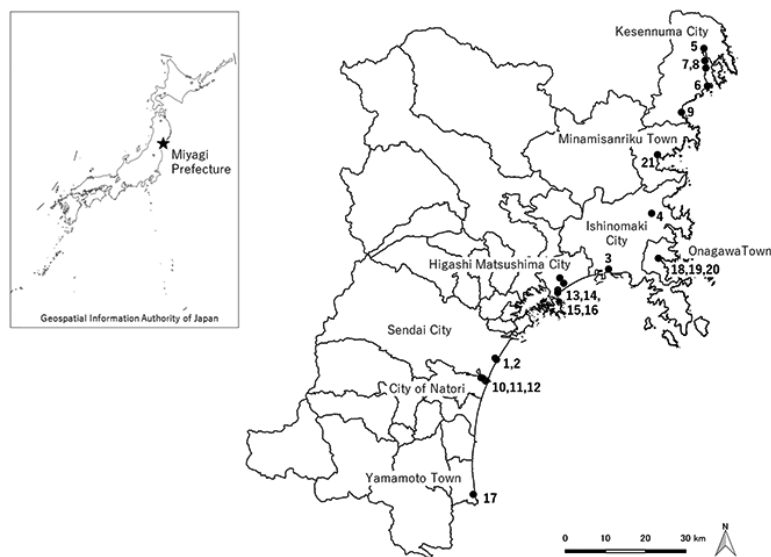 Miyagi
Prefecture
Geospatial Information Authority of Japan
Kesennuma City
5
7,8
6
9
Minamisanriku Town
21
4
Ishinomaki
City
3
OnagawaTown
18,19,20
Higashi Matsushima City
13,14,
15,16
Sendai City
1,2
City of Natori
10,11,12
Yamamoto Town
17
0 10 20 30 km
N